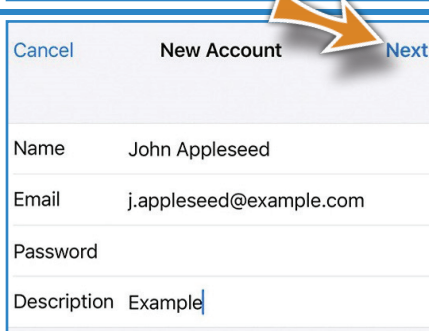 Cancel New Account Next
Name John Appleseed
Email j.appleseed@example.com
Password
Description Example